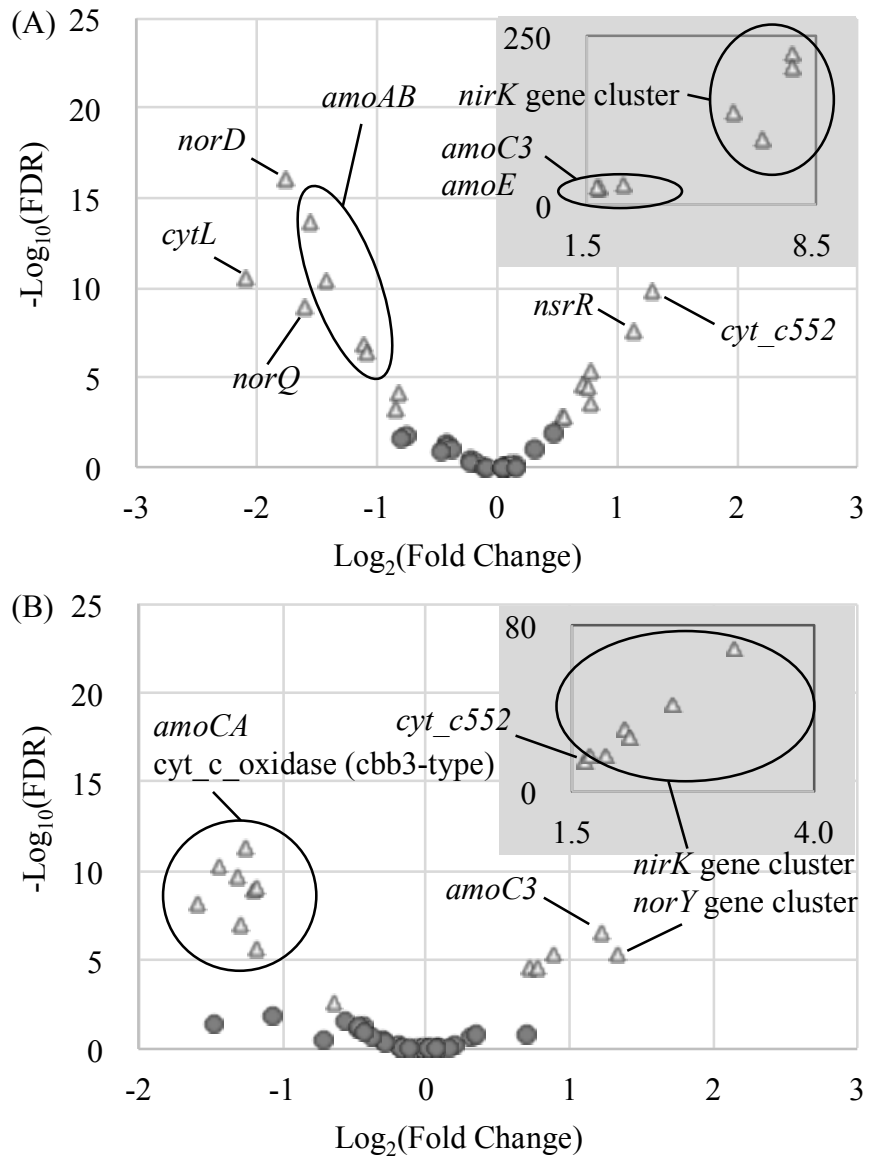 (A)
25
20
15
10
5
0
-Log10(FDR)
norD
cytL
norQ
amoAB
250
nirK gene cluster
amoC3
amoE
0
1.5
8.5
nsrR
cyt_c552
-3
-2
-1
0
1
2
3
Log2(Fold Change)
(B)
25
20
15
10
5
0
-Log10(FDR)
amoCA
cyt_c_oxidase (cbb3-type)
80
cyt_c552
0
1.5
4.0
nirK gene cluster
norY gene cluster
amoC3
-2
-1
0
1
2
3
Log2(Fold Change)